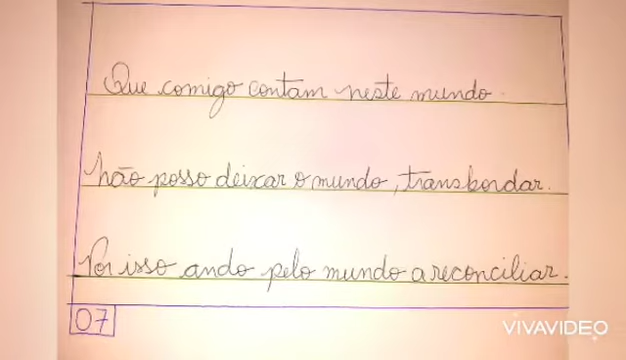 Que comigo contam neste mundo.
não posso deixar o mundo, transbordar.
Por isso ando pelo mundo a reconciliar.
07
VIVAVIDEO